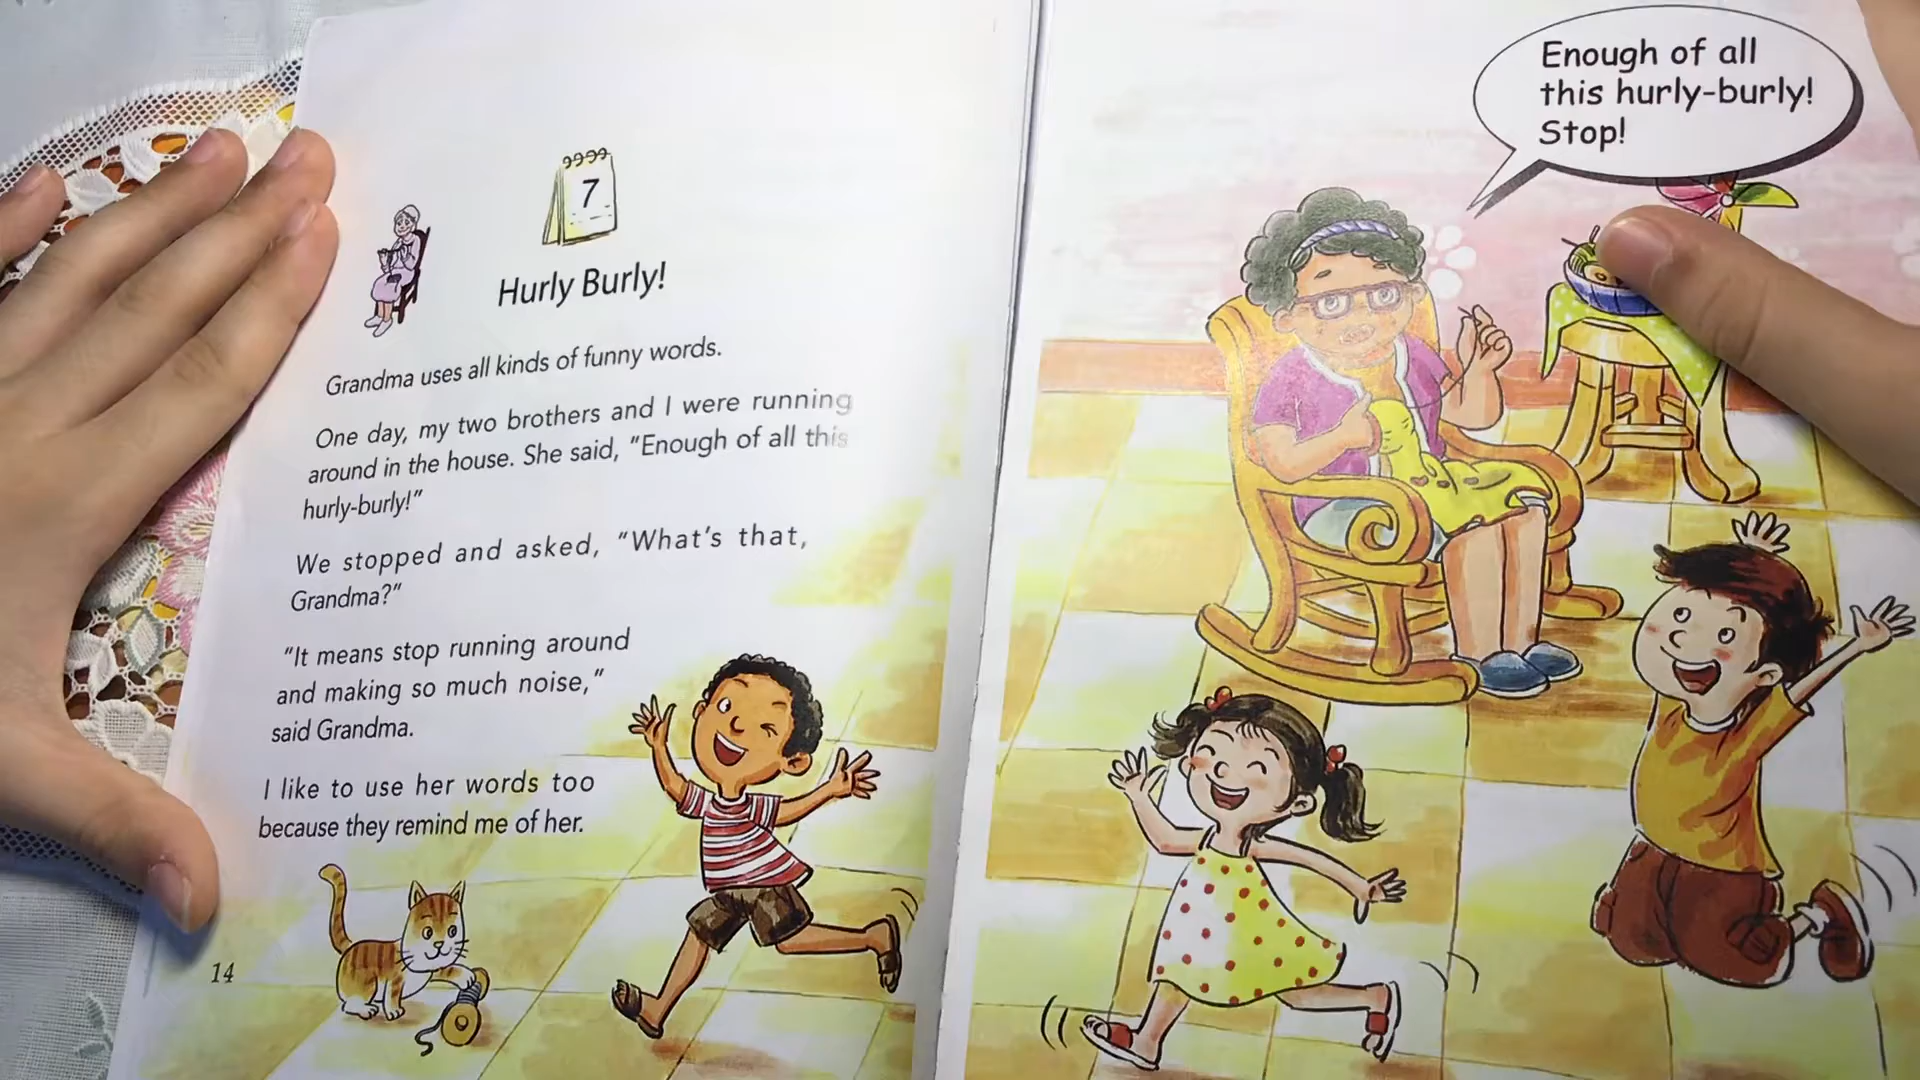 7
Hurly Burly!
Grandma uses all kinds of funny words.
One day, my two brothers and I were running
around in the house. She said, "Enough of all this
hurly-burly!"
We stopped and asked, "What's that,
Grandma?"
"It means stop running around
and making so much noise,"
said Grandma.
I like to use her words too
because they remind me of her.
14
Enough of all
this hurly-burly!
Stop!